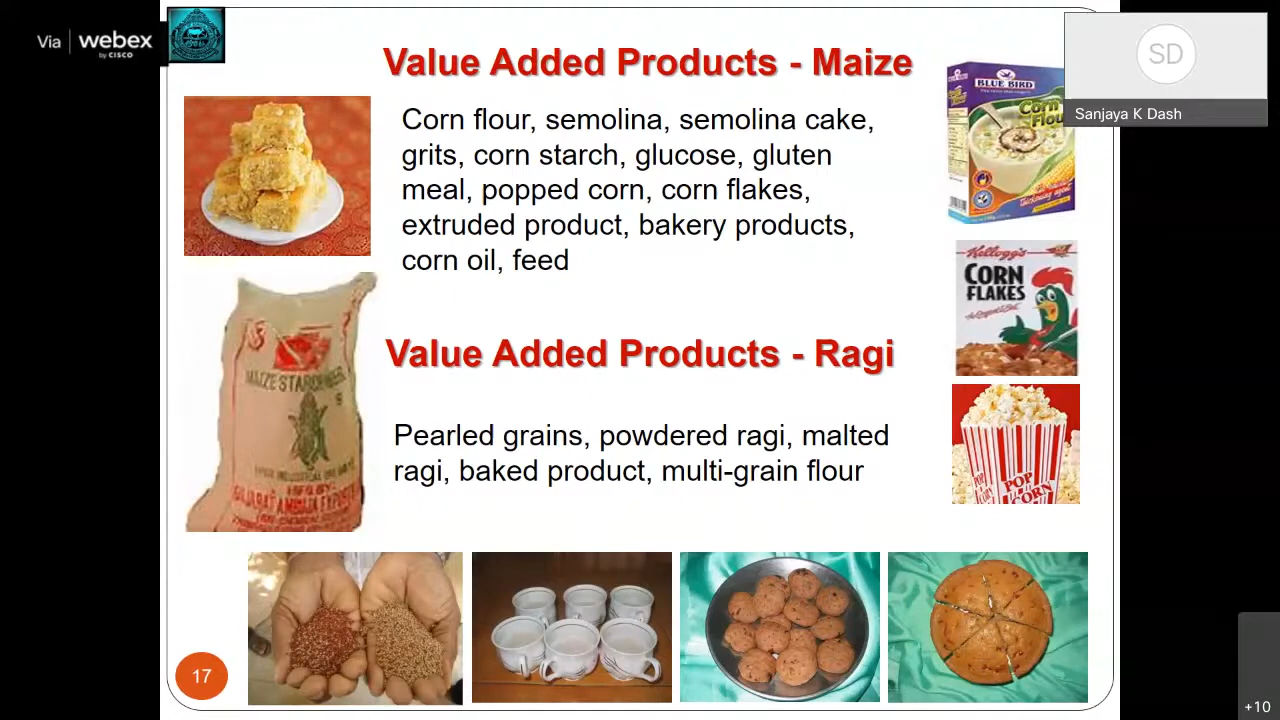 Via webex
by CISCO
SD
Sanjaya K Dash
Value Added Products - Maize
Corn flour, semolina, semolina cake,
grits, corn starch, glucose, gluten
meal, popped corn, corn flakes,
extruded product, bakery products,
corn oil, feed
BLUE BIRD
Corn
Kellogg's
CORN
FLAKES
MAIZE STARCH
Value Added Products - Ragi
Pearled grains, powdered ragi, malted
ragi, baked product, multi-grain flour
POP
CORN
17
+10